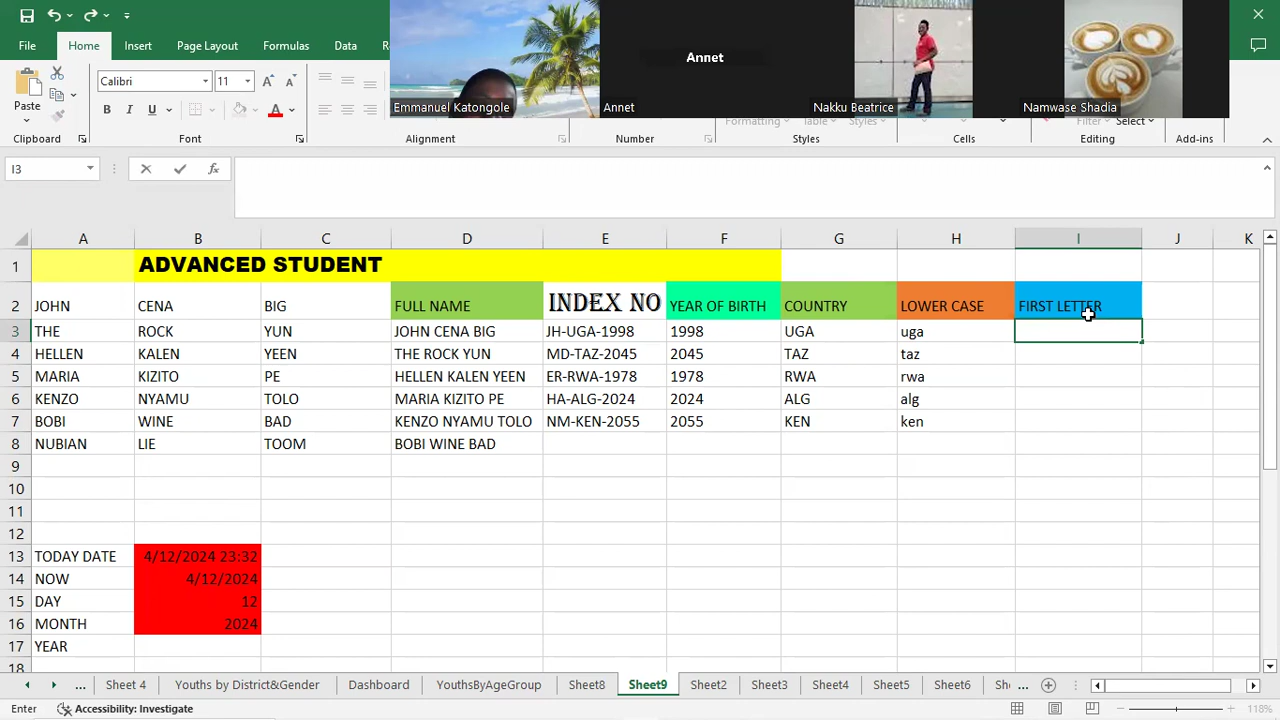 File Home Insert Page Layout Formulas Data
Emmanuel Katongole
Annet
Annet
Nakku Beatrice
Namwase Shadia
Paste
Calibri 11
B I U A
Formatting Table Styles Select
Clipboard Font Alignment Number Styles Cells Editing Add-ins
I3 fx
A B C D E F G H I J K
1 ADVANCED STUDENT
2 JOHN CENA BIG FULL NAME INDEX NO YEAR OF BIRTH COUNTRY LOWER CASE FIRST LETTER
3 THE ROCK YUN JOHN CENA BIG JH-UGA-1998 1998 UGA uga
4 HELLEN KALEN YEEN THE ROCK YUN MD-TAZ-2045 2045 TAZ taz
5 MARIA KIZITO PE HELLEN KALEN YEEN ER-RWA-1978 1978 RWA rwa
6 KENZO NYAMU TOLO MARIA KIZITO PE HA-ALG-2024 2024 ALG alg
7 BOBI WINE BAD KENZO NYAMU TOLO NM-KEN-2055 2055 KEN ken
8 NUBIAN LIE TOOM BOBI WINE BAD
9
10
11
12
13 TODAY DATE 4/12/2024 23:32
14 NOW 4/12/2024
15 DAY 12
16 MONTH 2024
17 YEAR
18
... Sheet 4 Youths by District&Gender Dashboard YouthsByAgeGroup Sheet8 Sheet9 Sheet2 Sheet3 Sheet4 Sheet5 Sheet6 Sh ...
Enter Accessibility: Investigate 118%